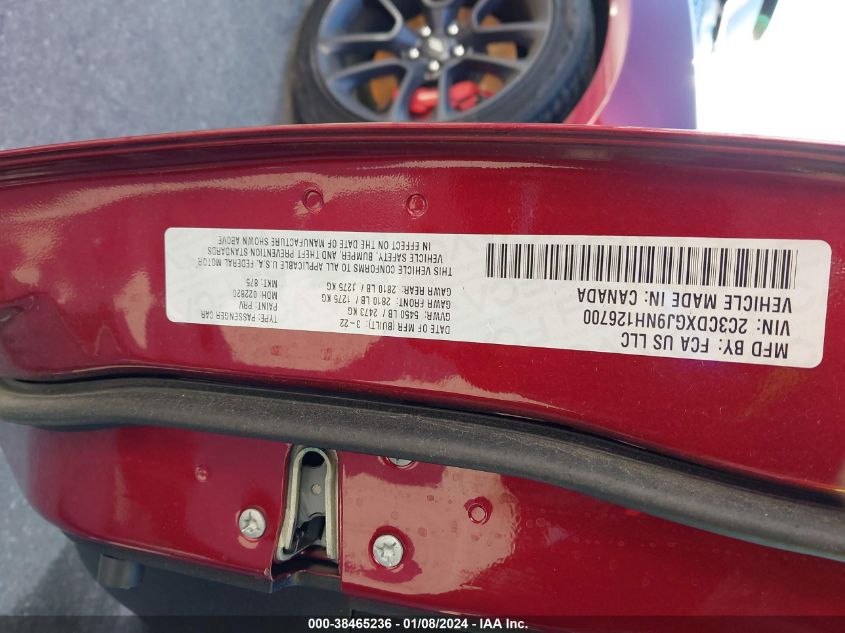 MFD BY: FCA US LLC
VIN: 2C3CDXGJ9NH126700
VEHICLE MADE IN: CANADA
DATE OF MFR (BUILT): 3-22
GVWR: 5450 LB / 2473 KG
GAWR FRONT: 2810 LB / 1275 KG
GAWR REAR: 2810 LB / 1275 KG
TYPE: PASSENGER CAR
PAINT: PRV
MDH: 022820
MKT: 875
THIS VEHICLE CONFORMS TO ALL APPLICABLE U.S.A. FEDERAL MOTOR
VEHICLE SAFETY, BUMPER, AND THEFT PREVENTION STANDARDS
IN EFFECT ON THE DATE OF MANUFACTURE SHOWN ABOVE
000-38465236 - 01/08/2024 - 1:: IAA Inc.